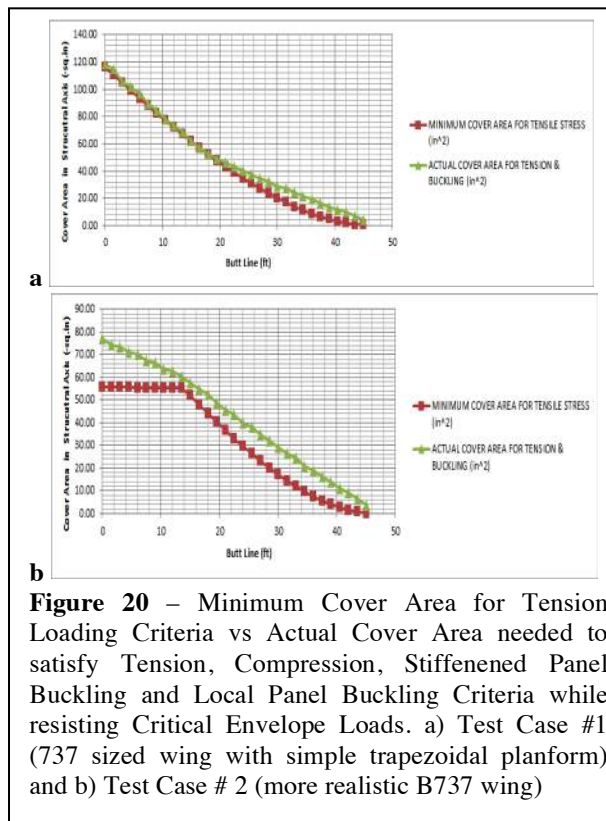 140.00
120.00
100.00
80.00
60.00
40.00
20.00
0.00
Cover Area in Strucutral Axis (-sq.in)
0 10 20 30 40 50
Butt Line (ft)
MINIMUM COVER AREA FOR TENSILE STRESS
(in^2)
ACTUAL COVER AREA FOR TENSION &
BUCKLING (in^2)
a
90.00
80.00
70.00
60.00
50.00
40.00
30.00
20.00
10.00
0.00
Cover Area in Strucutral Axis (-sq.in)
0 10 20 30 40 50
Butt Line (ft)
MINIMUM COVER AREA FOR TENSILE STRESS
(in^2)
ACTUAL COVER AREA FOR TENSION &
BUCKLING (in^2)
b
Figure 20 – Minimum Cover Area for Tension
Loading Criteria vs Actual Cover Area needed to
satisfy Tension, Compression, Stiffenened Panel
Buckling and Local Panel Buckling Criteria while
resisting Critical Envelope Loads. a) Test Case #1
(737 sized wing with simple trapezoidal planform)
and b) Test Case # 2 (more realistic B737 wing)